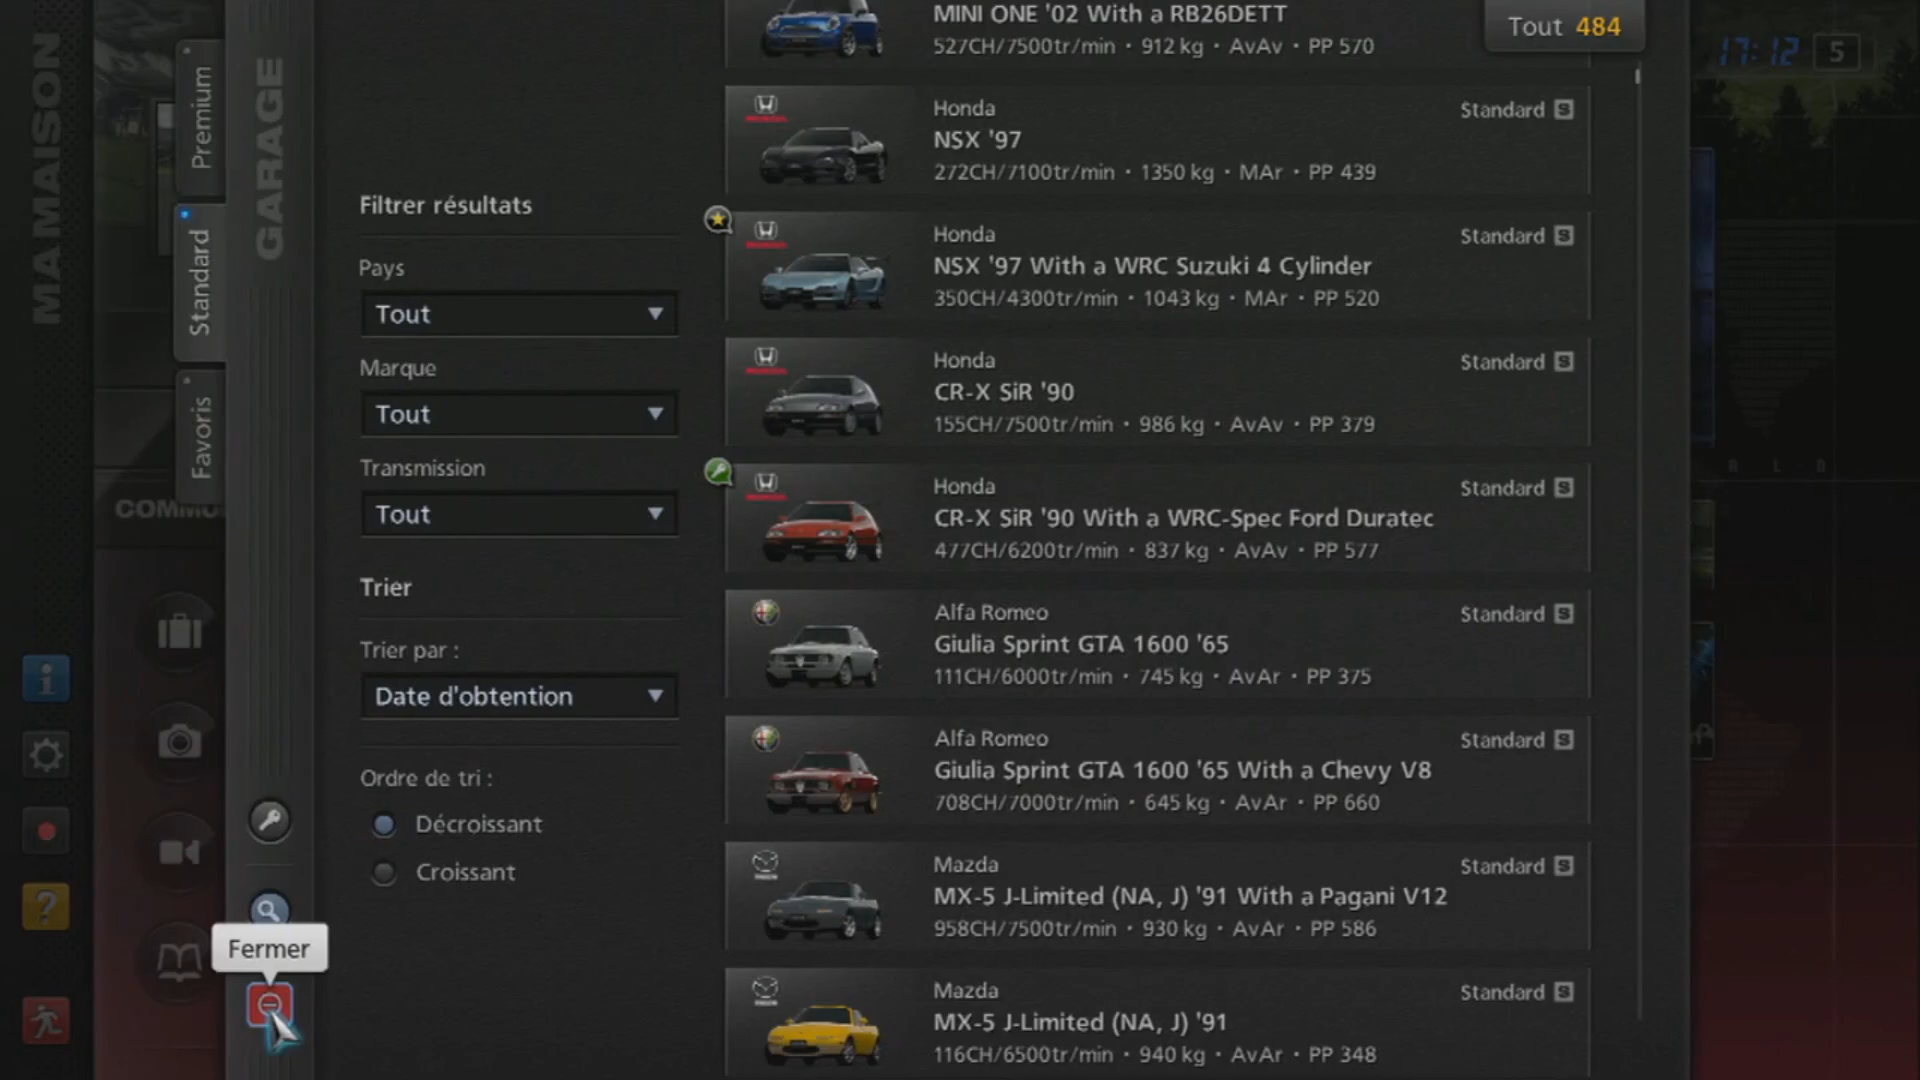 MA MAISON
Premium
Standard
Favoris
GARAGE
COMMU
Filtrer résultats
Pays
Tout
Marque
Tout
Transmission
Tout
Trier
Trier par :
Date d'obtention
Ordre de tri :
Décroissant
Croissant
Fermer
Tout 484
17:12 5
MINI ONE '02 With a RB26DETT
527CH/7500tr/min • 912 kg • AvAv • PP 570
Honda
Standard S
NSX '97
272CH/7100tr/min • 1350 kg • MAr • PP 439
Honda
Standard S
NSX '97 With a WRC Suzuki 4 Cylinder
350CH/4300tr/min • 1043 kg • MAr • PP 520
Honda
Standard S
CR-X SiR '90
155CH/7500tr/min • 986 kg • AvAv • PP 379
Honda
Standard S
CR-X SiR '90 With a WRC-Spec Ford Duratec
477CH/6200tr/min • 837 kg • AvAv • PP 577
Alfa Romeo
Standard S
Giulia Sprint GTA 1600 '65
111CH/6000tr/min • 745 kg • AvAr • PP 375
Alfa Romeo
Standard S
Giulia Sprint GTA 1600 '65 With a Chevy V8
708CH/7000tr/min • 645 kg • AvAr • PP 660
Mazda
Standard S
MX-5 J-Limited (NA, J) '91 With a Pagani V12
958CH/7500tr/min • 930 kg • AvAr • PP 586
Mazda
Standard S
MX-5 J-Limited (NA, J) '91
116CH/6500tr/min • 940 kg • AvAr • PP 348
R L D